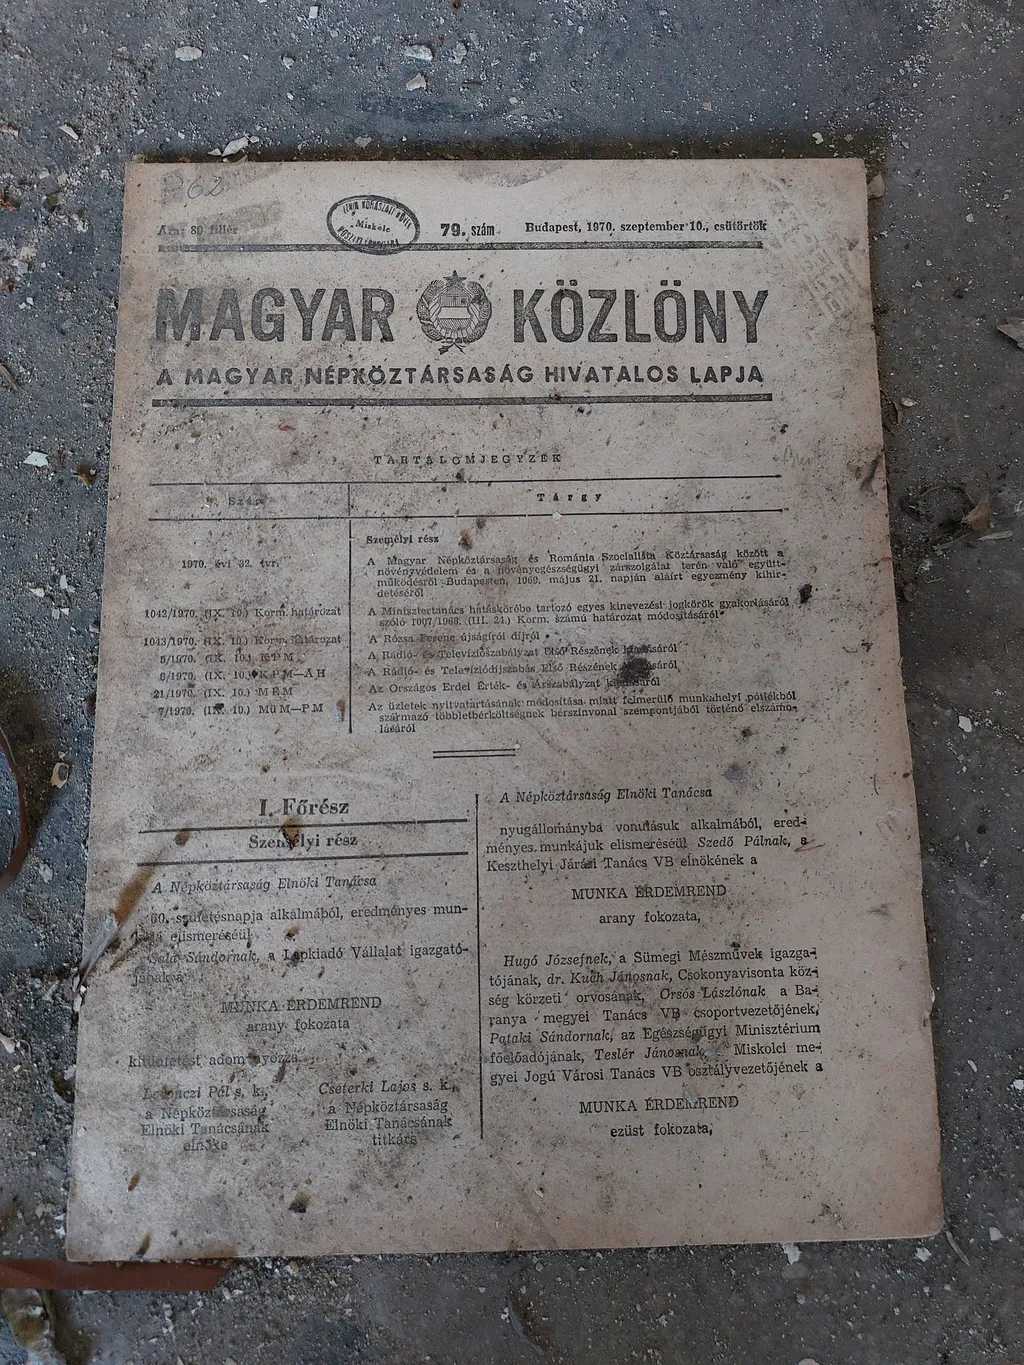 262
Ára: 80 fillér
LENIN KOHÁSZATI MŰVEK
Miskolc
79. szám
Budapest, 1970. szeptember 10., csütörtök
MAGYAR KÖZLÖNY
A MAGYAR NÉPKÖZTÁRSASÁG HIVATALOS LAPJA
TARTALOMJEGYZÉK
Szám
Tárgy
Személyi rész
1970. évi 32. tvr.
A Magyar Népköztársaság és Románia Szocialista Köztársaság között a
növényvédelem és a növényegészségügyi zárszolgálat terén való együtt-
működésről Budapesten, 1969. május 21. napján aláírt egyezmény kihir-
detéséről
1042/1970. (IX. 10.) Korm. határozat
A Minisztertanács hatáskörébe tartozó egyes kinevezési jogkörök gyakorlásáról
szóló 1007/1968. (III. 24.) Korm. számú határozat módosításáról
1043/1970. (IX. 10.) Korm. határozat
A Rózsa Ferenc újságírói díjról
5/1970. (IX. 10.) KPM
A Rádió- és Televíziószabályzat Első Részének kiadásáról
6/1970. (IX. 10.) KPM—ÁH
A Rádió- és Televíziódíjszabás Első Részének kiadásáról
21/1970. (IX. 10.) MÉM
Az Országos Erdei Érték- és Árszabályzat kiadásáról
7/1970. (IX. 10.) MüM—PM
Az üzletek nyitvatartásának módosítása miatt felmerülő munkahelyi pótlékból
származó többletbérköltségnek bérszínvonal szempontjából történő elszámo-
lásáról
I. Főrész
Személyi rész
A Népköztársaság Elnöki Tanácsa
60. születésnapja alkalmából, eredményes mun-
kája elismeréséül
Sándornak, a Lapkiadó Vállalat igazgató-
jának a
MUNKA ÉRDEMREND
arany fokozata
kitüntetést adományozza.
Losonczi Pál s. k.,
a Népköztársaság
Elnöki Tanácsának
elnöke
Cseterki Lajos s. k.,
a Népköztársaság
Elnöki Tanácsának
titkára
A Népköztársaság Elnöki Tanácsa
nyugállományba vonulásuk alkalmából, ered-
ményes munkájuk elismeréséül Szedő Pálnak, a
Keszthelyi Járási Tanács VB elnökének a
MUNKA ÉRDEMREND
arany fokozata,
Hugó Józsefnek, a Sümegi Mészművek igazga-
tójának, dr. Kuch Jánosnak, Csokonyavisonta köz-
ség körzeti orvosának, Orsós Lászlónak a Ba-
ranya megyei Tanács VB csoportvezetőjének,
Pataki Sándornak, az Egészségügyi Minisztérium
főelőadójának, Teslér Jánosnak, Miskolci me-
gyei Jogú Városi Tanács VB osztályvezetőjének a
MUNKA ÉRDEMREND
ezüst fokozata,